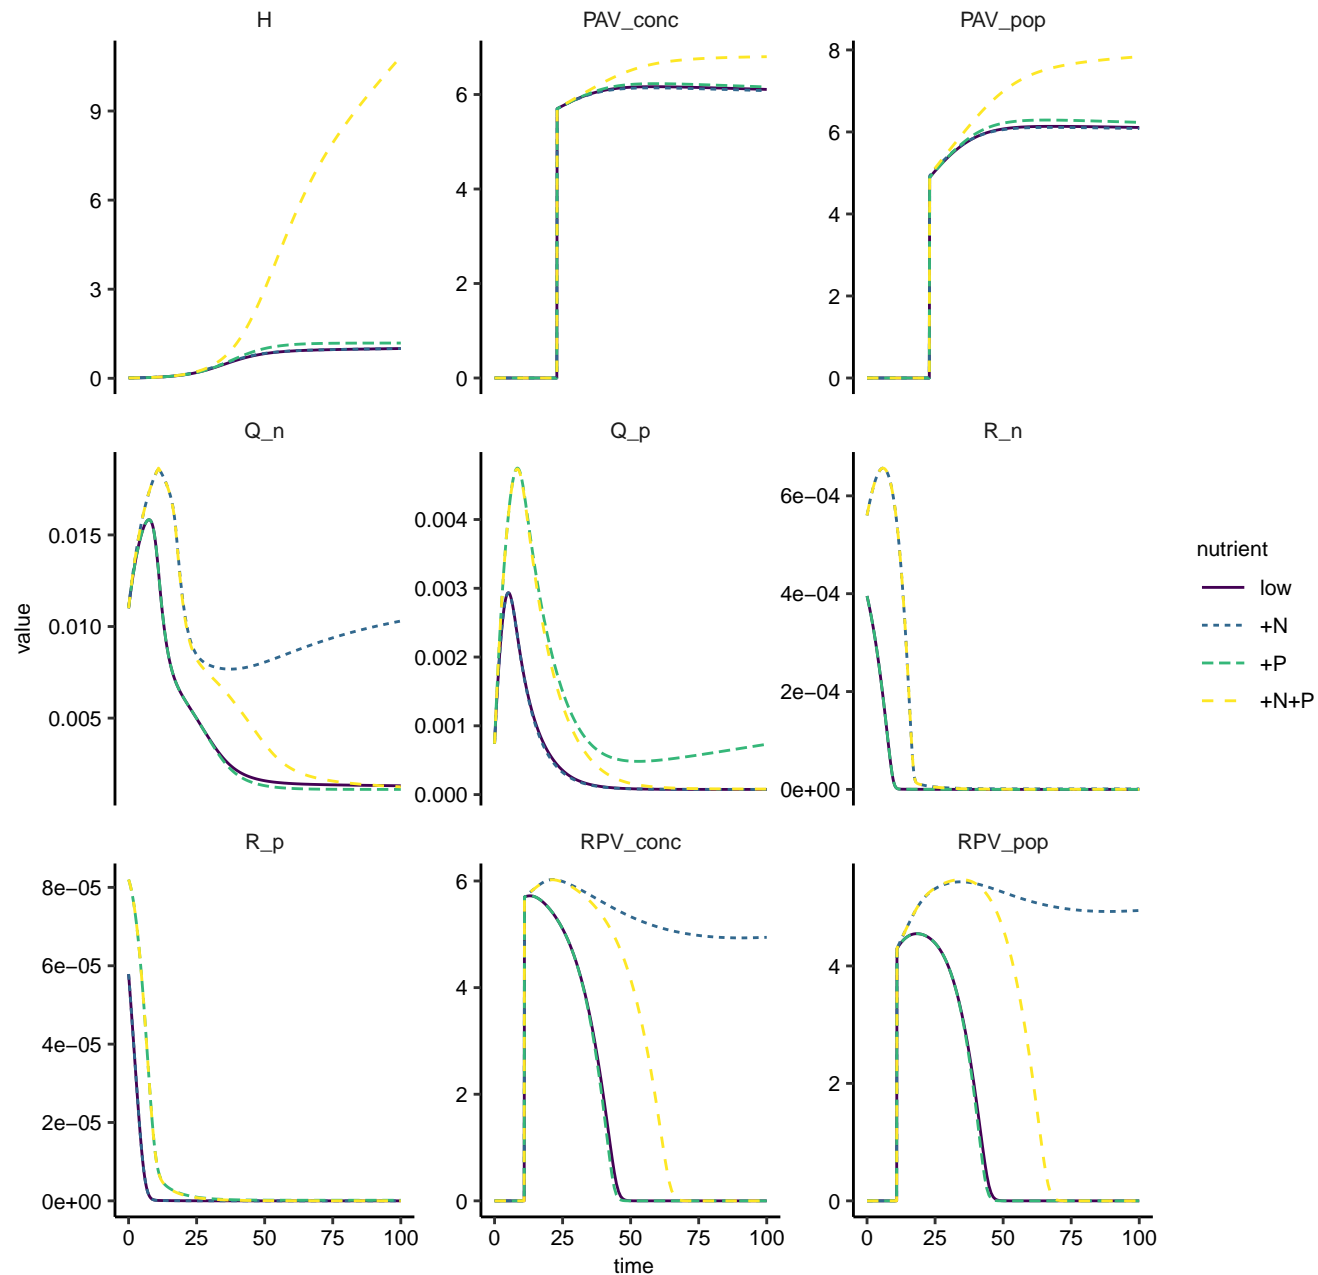 H
PAV_conc
PAV_pop
9
6
3
0
6
4
2
0
8
6
4
2
0
Q_n
Q_p
R_n
0.015
0.010
0.005
0.004
0.003
0.002
0.001
0.000
6e−04
4e−04
2e−04
0e+00
R_p
RPV_conc
RPV_pop
8e−05
6e−05
4e−05
2e−05
0e+00
6
4
2
0
4
2
0
0 25 50 75 100
0 25 50 75 100
0 25 50 75 100
time
value
nutrient
low
+N
+P
+N+P